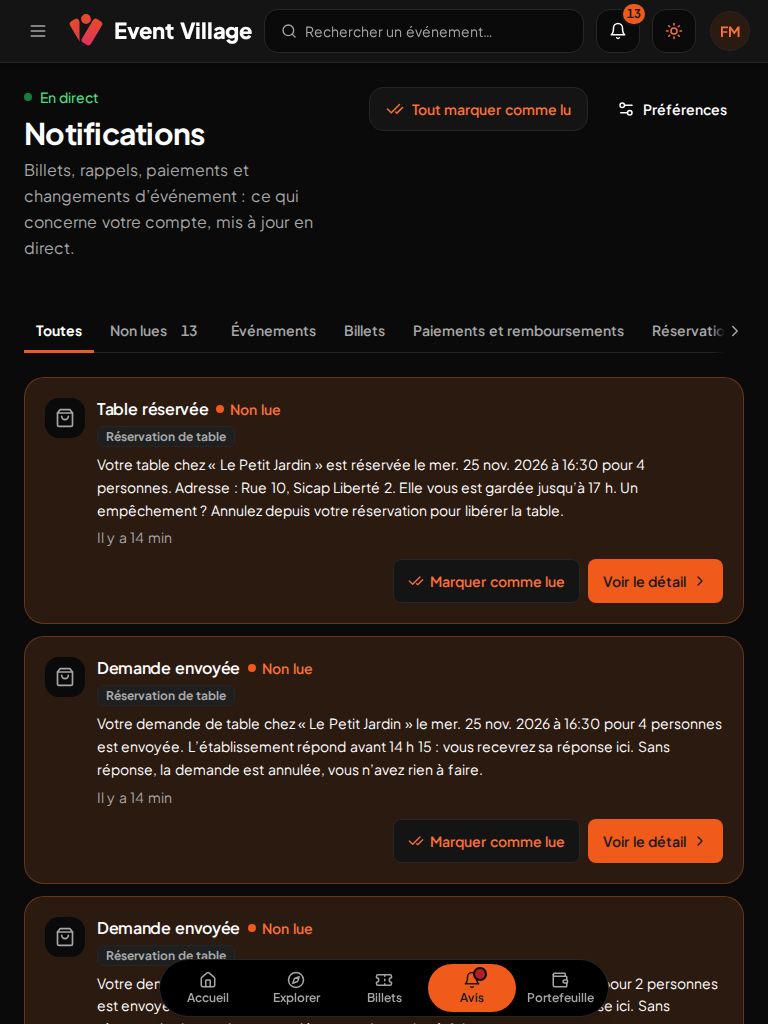 Event Village
Rechercher un événement...
13
FM
En direct
Notifications
Billets, rappels, paiements et
changements d’événement : ce qui
concerne votre compte, mis à jour en
direct.
Tout marquer comme lu
Préférences
Toutes
Non lues 13
Événements
Billets
Paiements et remboursements
Réservatio
Table réservée
Non lue
Réservation de table
Votre table chez « Le Petit Jardin » est réservée le mer. 25 nov. 2026 à 16:30 pour 4
personnes. Adresse : Rue 10, Sicap Liberté 2. Elle vous est gardée jusqu’à 17 h. Un
empêchement ? Annulez depuis votre réservation pour libérer la table.
Il y a 14 min
Marquer comme lue
Voir le détail
Demande envoyée
Non lue
Réservation de table
Votre demande de table chez « Le Petit Jardin » le mer. 25 nov. 2026 à 16:30 pour 4 personnes
est envoyée. L’établissement répond avant 14 h 15 : vous recevrez sa réponse ici. Sans
réponse, la demande est annulée, vous n’avez rien à faire.
Il y a 14 min
Marquer comme lue
Voir le détail
Demande envoyée
Non lue
Réservation de table
Votre den
our 2 personnes
est envoye
se ici. Sans
Accueil
Explorer
Billets
Avis
Portefeuille